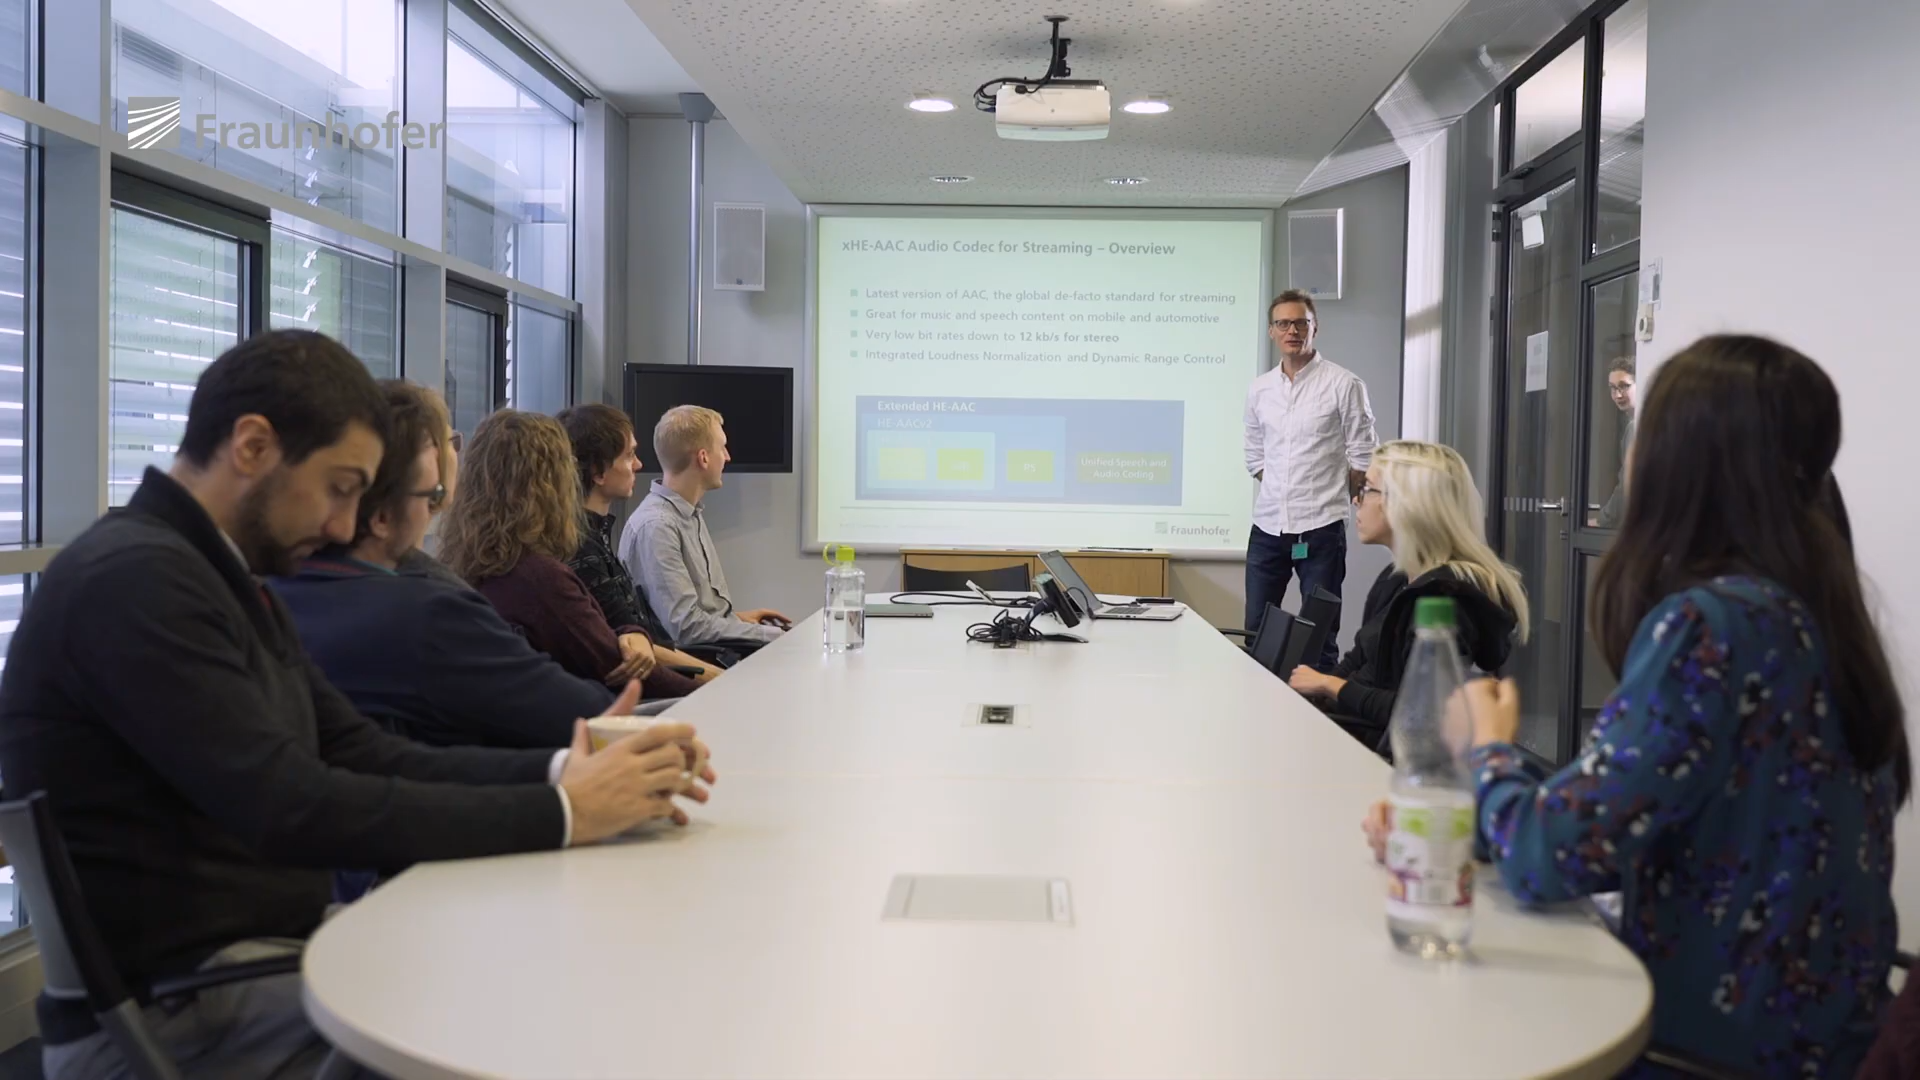 Fraunhofer
xHE-AAC Audio Codec for Streaming – Overview
Latest version of AAC, the global de-facto standard for streaming
Great for music and speech content on mobile and automotive
Very low bit rates down to 12 kb/s for stereo
Integrated Loudness Normalization and Dynamic Range Control
Extended HE-AAC
HE-AACv2
PS
Unified Speech and
Audio Coding
Fraunhofer